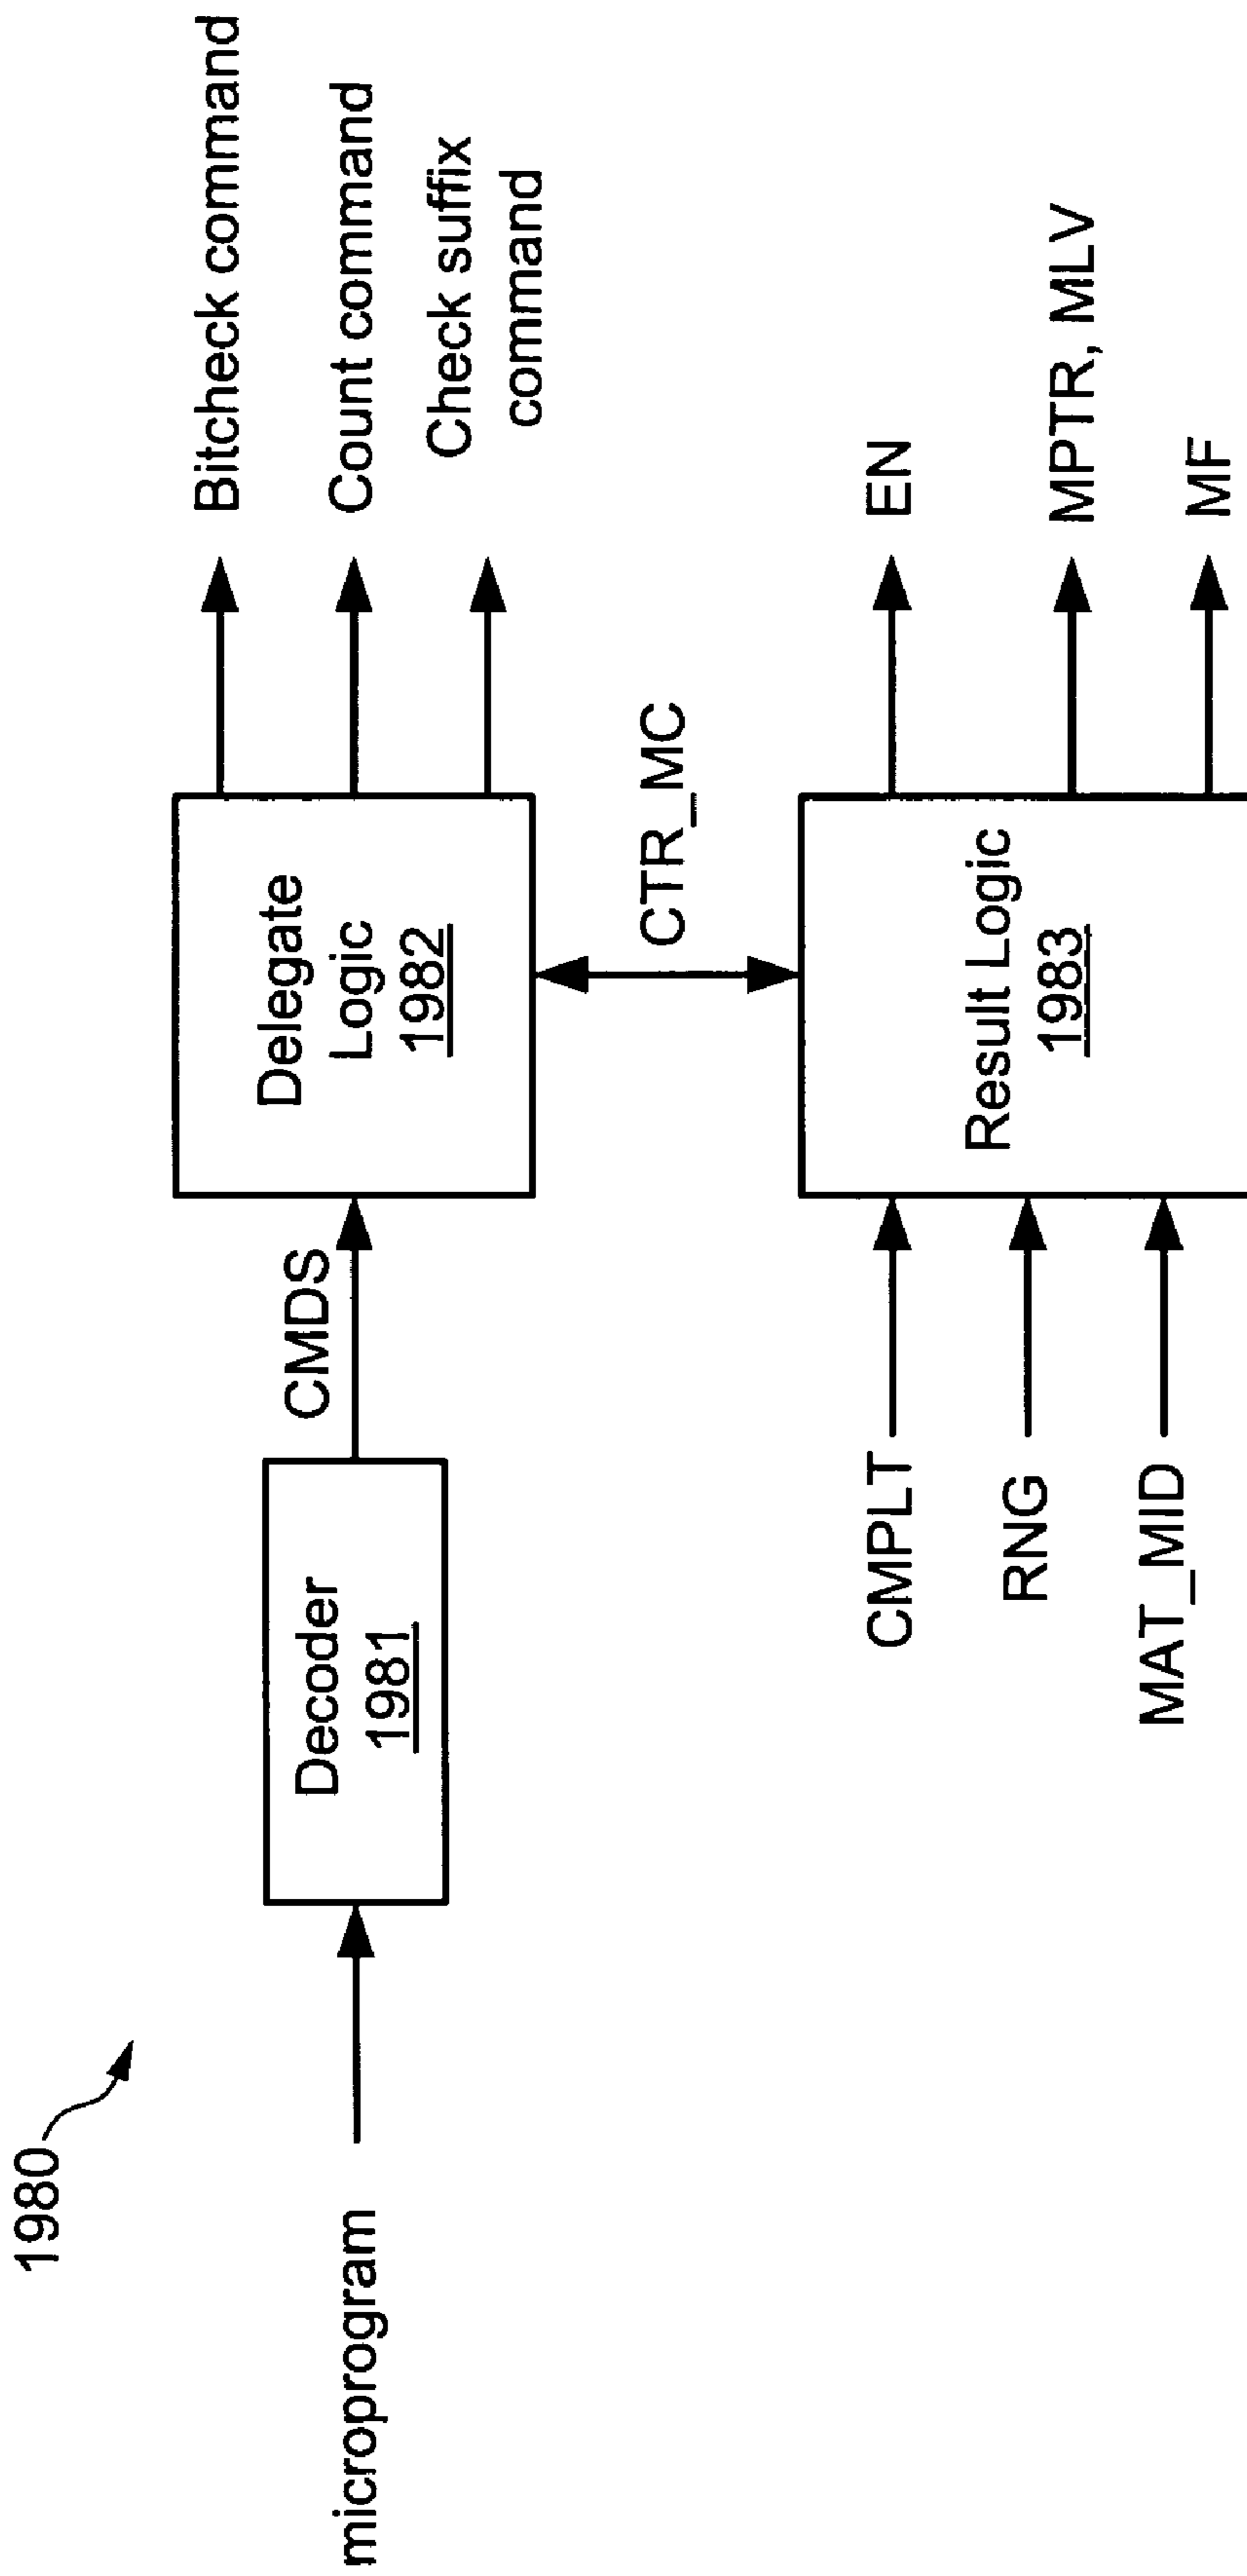 1980
microprogram
Decoder
1981
CMDS
Delegate
Logic
1982
Bitcheck command
Count command
Check suffix
command
CTR_MC
CMPLT
RNG
MAT_MID
Result Logic
1983
EN
MPTR, MLV
MF